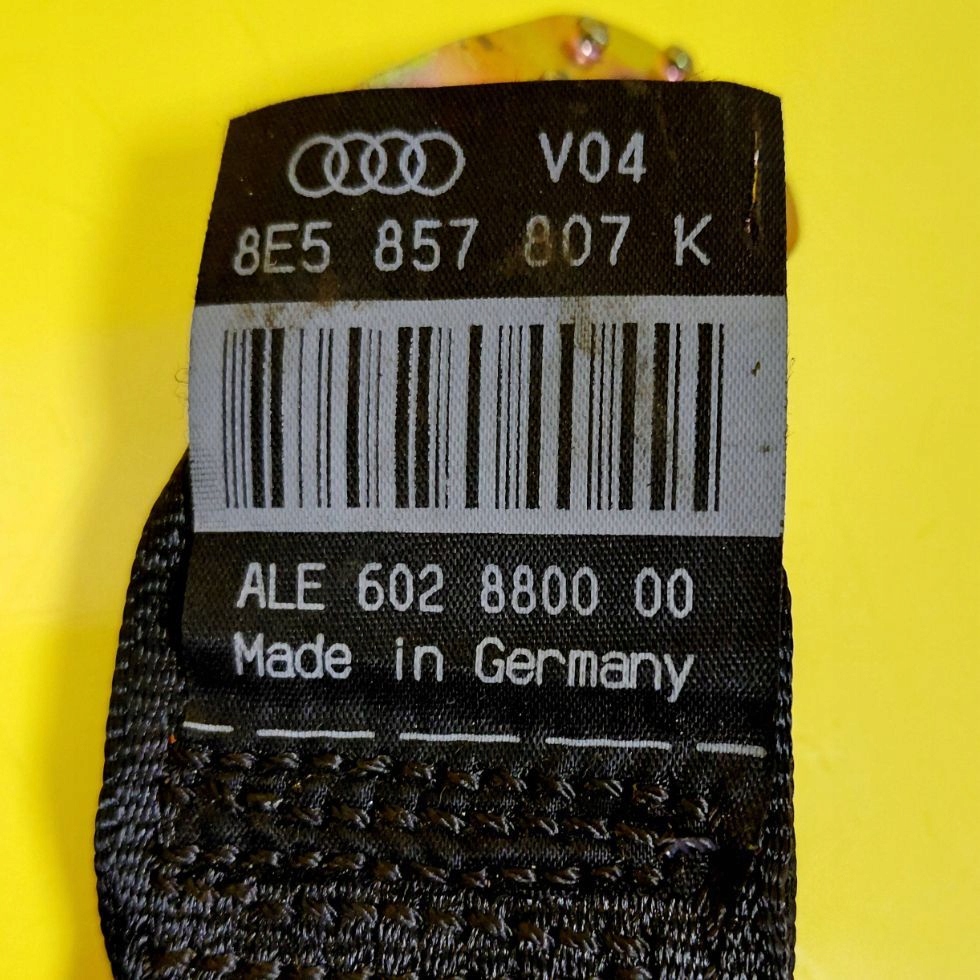 V04
8E5 857 807 K
ALE 602 8800 00
Made in Germany